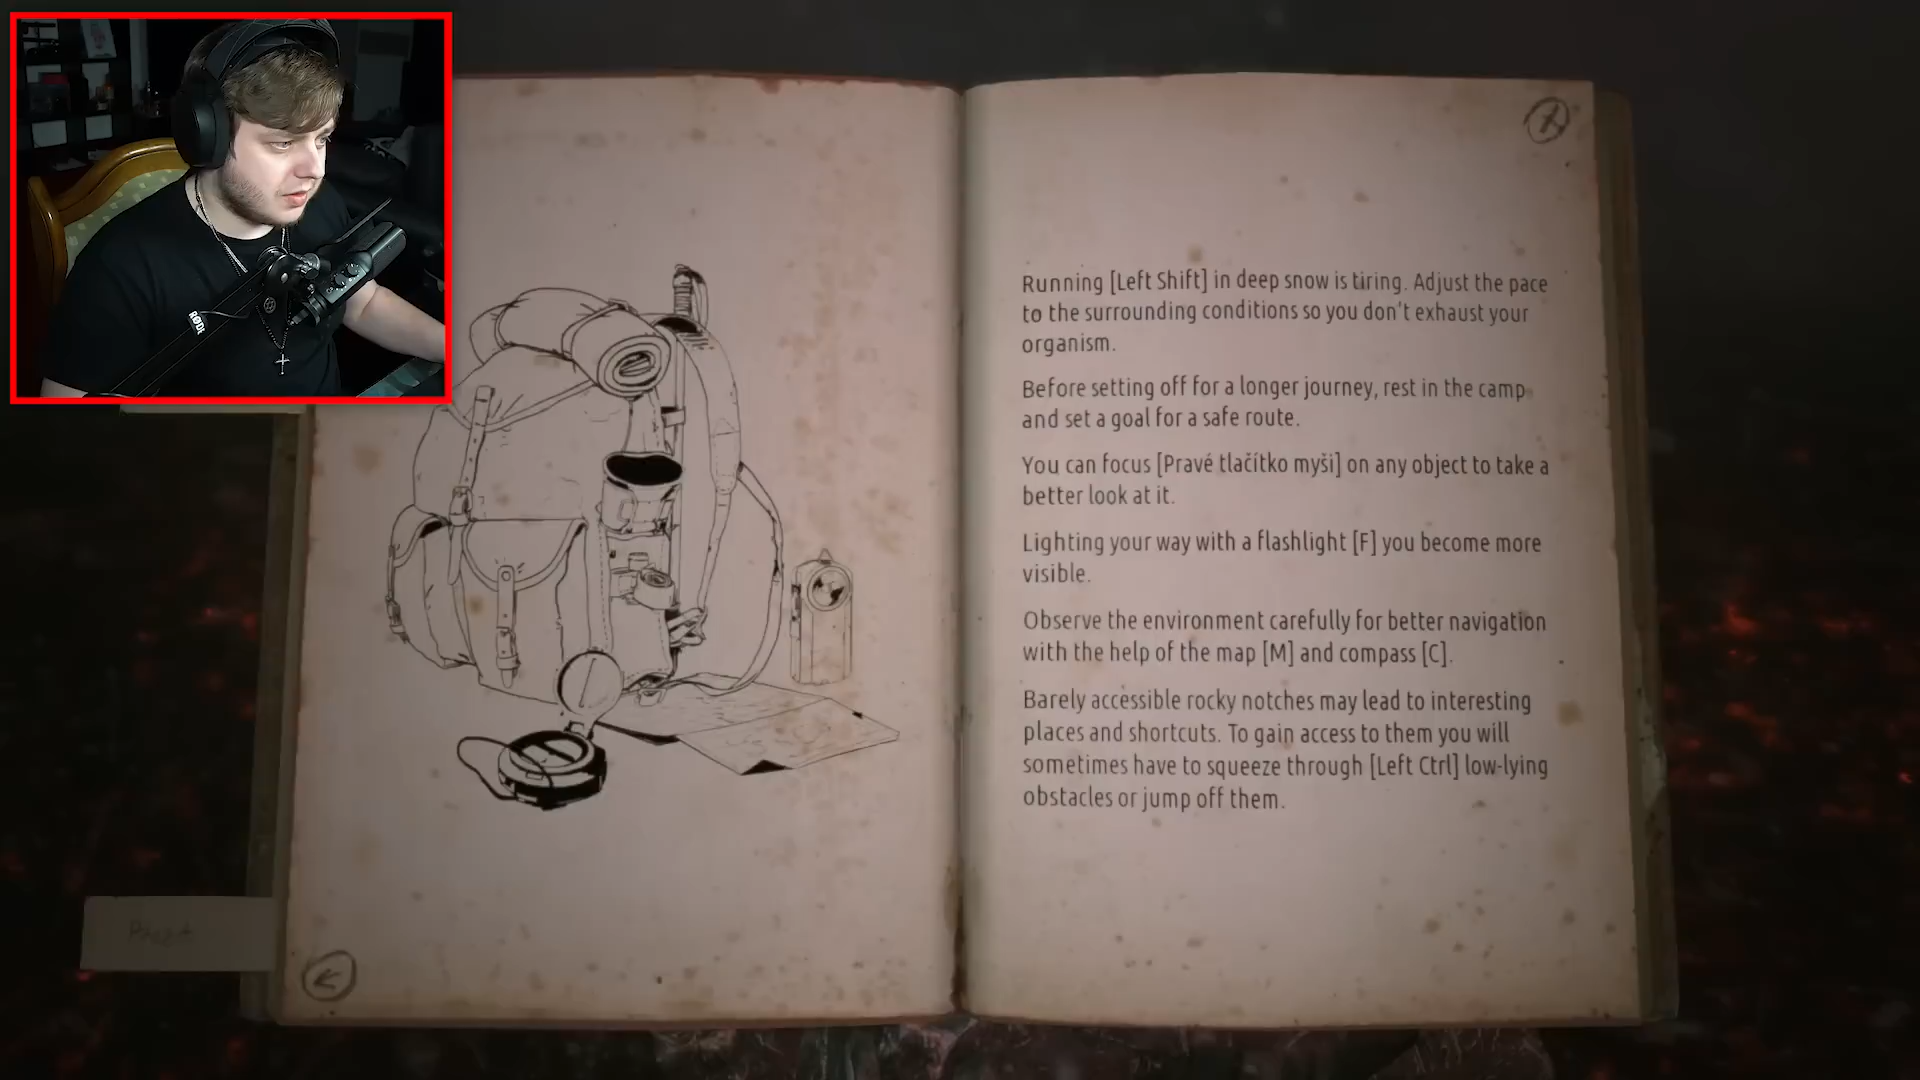 RØDE
Running [Left Shift] in deep snow is tiring. Adjust the pace
to the surrounding conditions so you don't exhaust your
organism.
Before setting off for a longer journey, rest in the camp
and set a goal for a safe route.
You can focus [Pravé tlačítko myši] on any object to take a
better look at it.
Lighting your way with a flashlight [F] you become more
visible.
Observe the environment carefully for better navigation
with the help of the map [M] and compass [C].
Barely accessible rocky notches may lead to interesting
places and shortcuts. To gain access to them you will
sometimes have to squeeze through [Left Ctrl] low-lying
obstacles or jump off them.